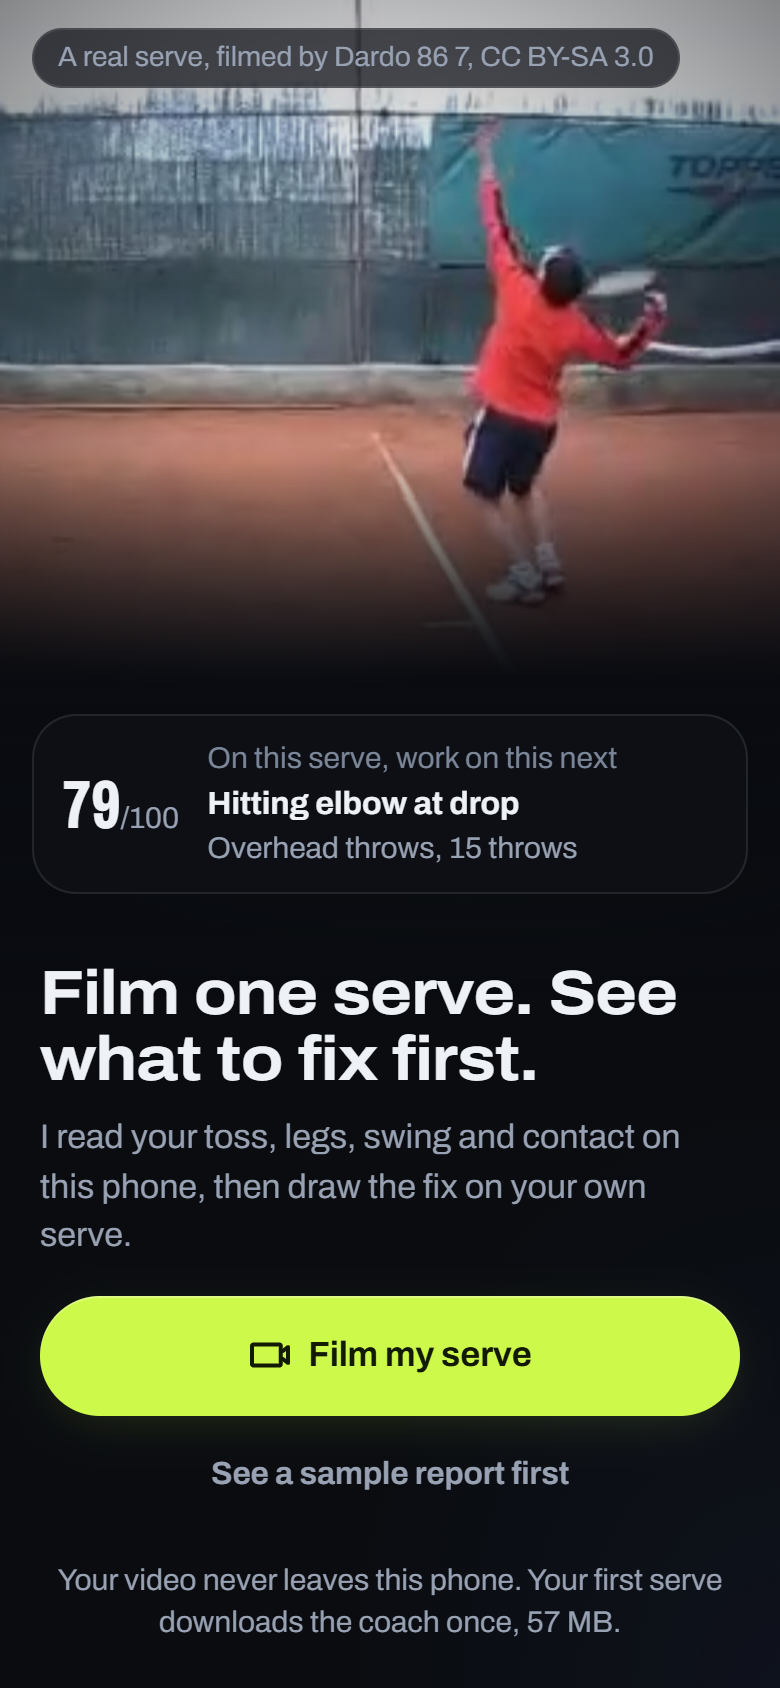 A real serve, filmed by Dardo 86 7, CC BY-SA 3.0
79/100
On this serve, work on this next
Hitting elbow at drop
Overhead throws, 15 throws
Film one serve. See
what to fix first.
I read your toss, legs, swing and contact on
this phone, then draw the fix on your own
serve.
Film my serve
See a sample report first
Your video never leaves this phone. Your first serve
downloads the coach once, 57 MB.